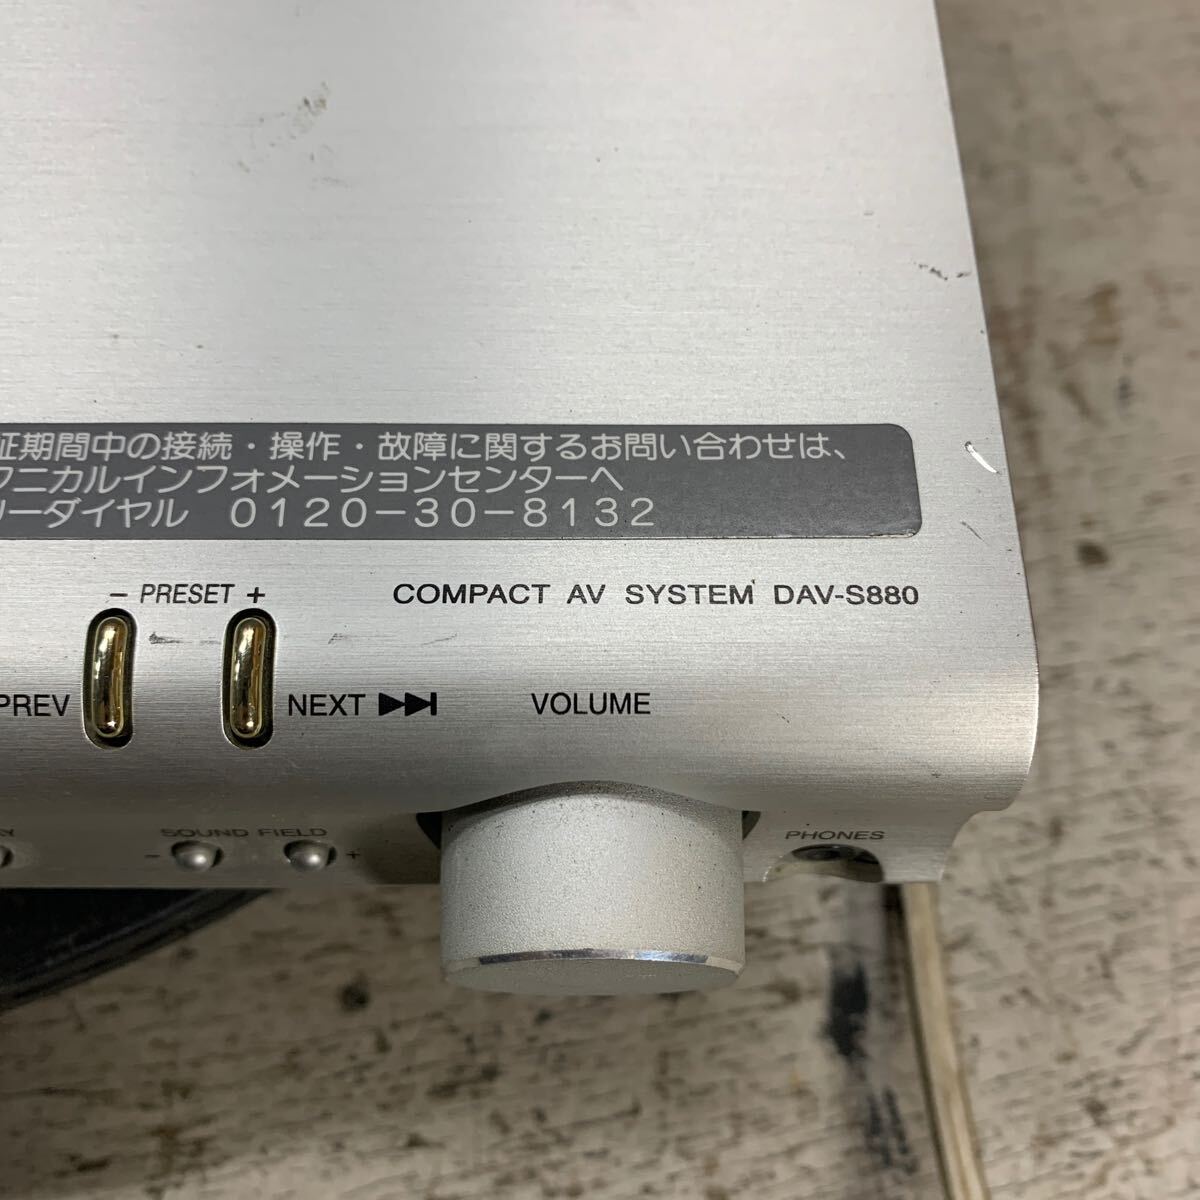 証期間中の接続・操作・故障に関するお問い合わせは、
クニカルインフォメーションセンターへ
リーダイヤル 0120-30-8132
- PRESET +
COMPACT AV SYSTEM DAV-S880
PREV
NEXT ▶▶|
VOLUME
SOUND FIELD
- +
PHONES